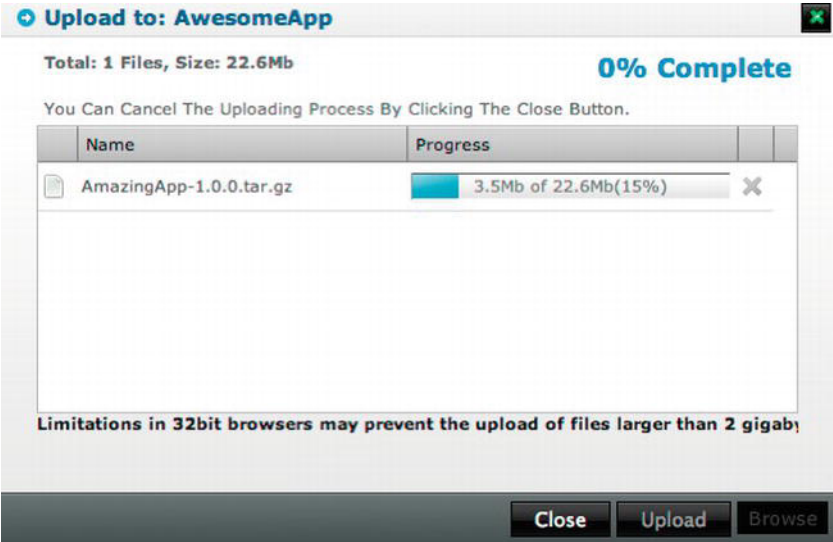 Upload to: AwesomeApp
Total: 1 Files, Size: 22.6Mb
0% Complete
You Can Cancel The Uploading Process By Clicking The Close Button.
Name Progress
AmazingApp-1.0.0.tar.gz 3.5Mb of 22.6Mb(15%)
Limitations in 32bit browsers may prevent the upload of files larger than 2 gigaby
Close Upload Browse